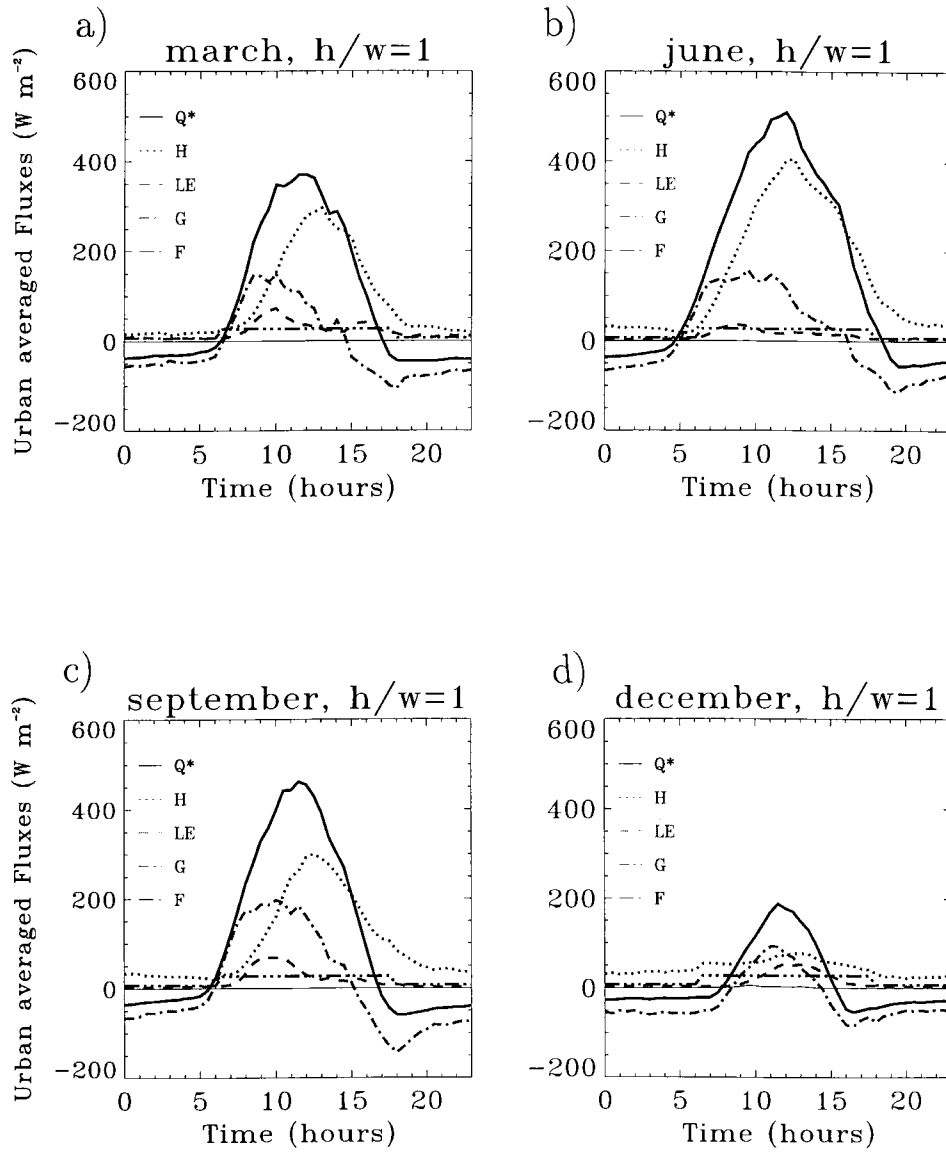 a)
march, h/w=1
Urban averaged Fluxes (W m⁻²)
600
400
200
0
−200
Q*
H
LE
G
F
0 5 10 15 20
Time (hours)
b)
june, h/w=1
600
400
200
0
−200
Q*
H
LE
G
F
0 5 10 15 20
Time (hours)
c)
september, h/w=1
Urban averaged Fluxes (W m⁻²)
600
400
200
0
−200
Q*
H
LE
G
F
0 5 10 15 20
Time (hours)
d)
december, h/w=1
600
400
200
0
−200
Q*
H
LE
G
F
0 5 10 15 20
Time (hours)